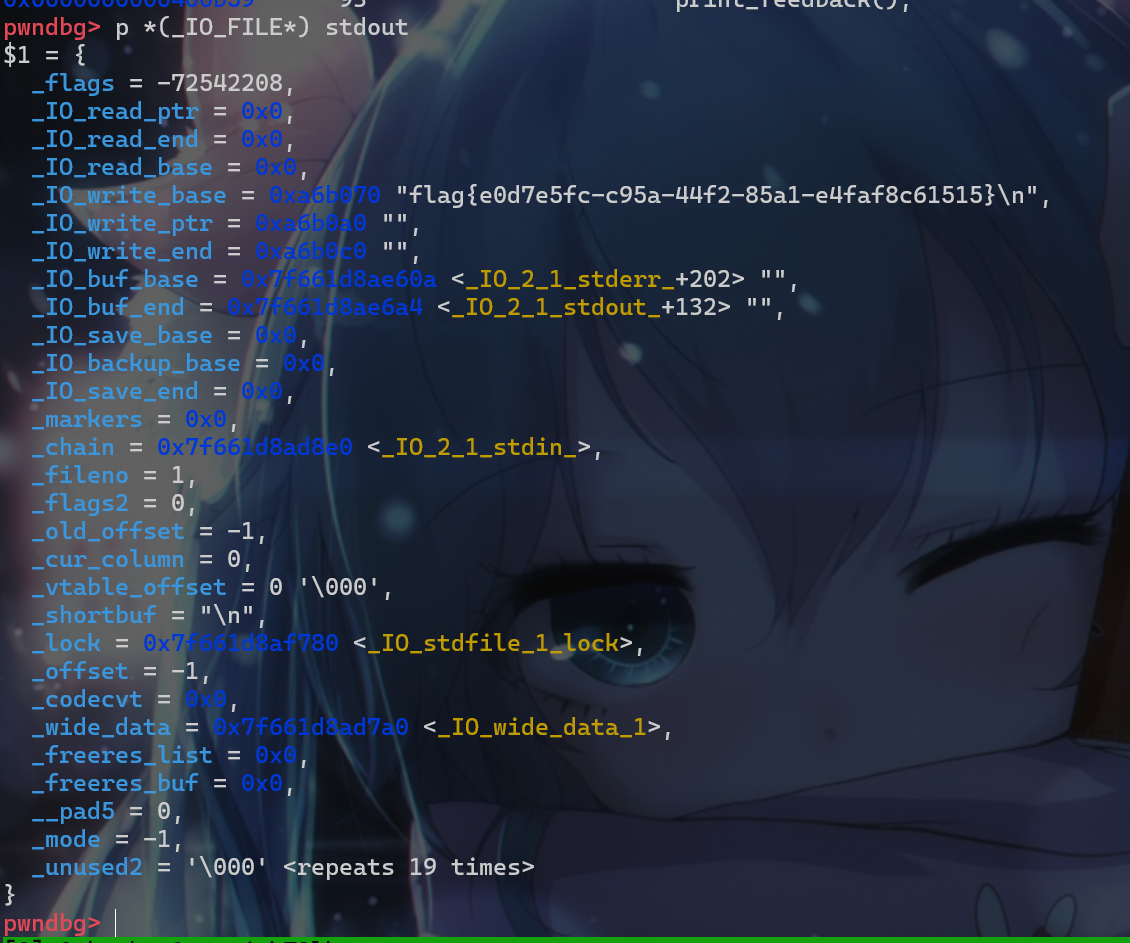 pwndbg> p *(_IO_FILE*) stdout
$1 = {
  _flags = -72542208,
  _IO_read_ptr = 0x0,
  _IO_read_end = 0x0,
  _IO_read_base = 0x0,
  _IO_write_base = 0xa6b070 "flag{e0d7e5fc-c95a-44f2-85a1-e4faf8c61515}\n",
  _IO_write_ptr = 0xa6b0a0 "",
  _IO_write_end = 0xa6b0c0 "",
  _IO_buf_base = 0x7f661d8ae60a <_IO_2_1_stderr_+202> "",
  _IO_buf_end = 0x7f661d8ae6a4 <_IO_2_1_stdout_+132> "",
  _IO_save_base = 0x0,
  _IO_backup_base = 0x0,
  _IO_save_end = 0x0,
  _markers = 0x0,
  _chain = 0x7f661d8ad8e0 <_IO_2_1_stdin_>,
  _fileno = 1,
  _flags2 = 0,
  _old_offset = -1,
  _cur_column = 0,
  _vtable_offset = 0 '\000',
  _shortbuf = "\n",
  _lock = 0x7f661d8af780 <_IO_stdfile_1_lock>,
  _offset = -1,
  _codecvt = 0x0,
  _wide_data = 0x7f661d8ad7a0 <_IO_wide_data_1>,
  _freeres_list = 0x0,
  _freeres_buf = 0x0,
  __pad5 = 0,
  _mode = -1,
  _unused2 = '\000' <repeats 19 times>
}
pwndbg>